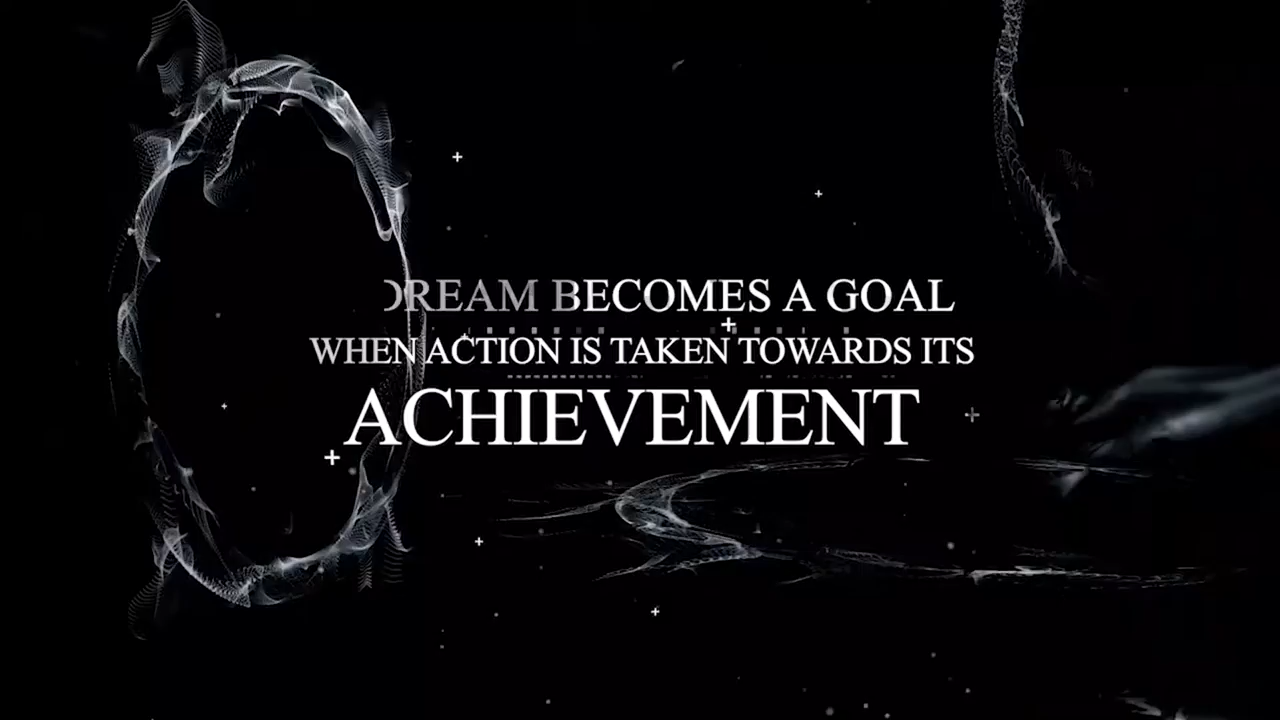 DREAM BECOMES A GOAL
WHEN ACTION IS TAKEN TOWARDS ITS
ACHIEVEMENT